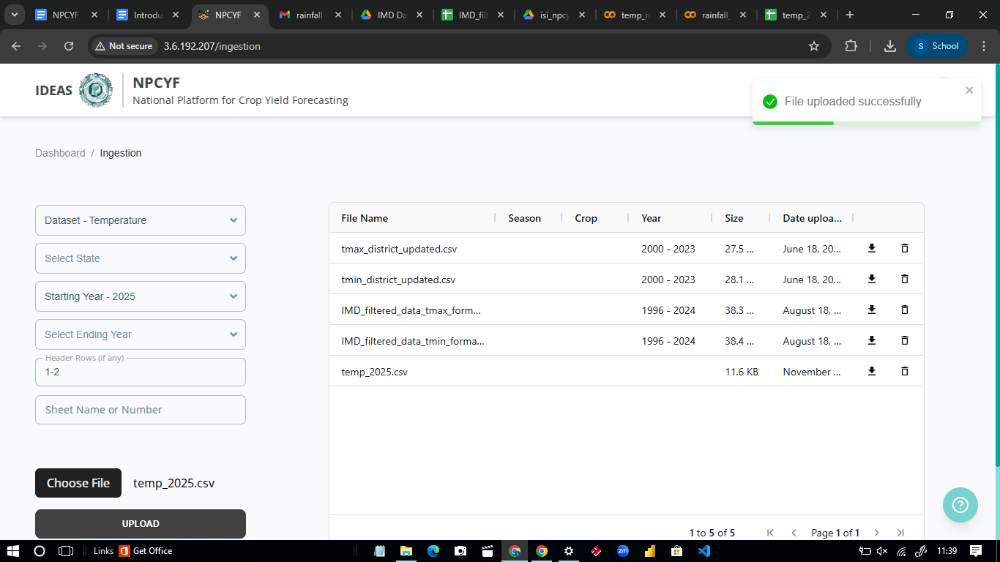 NPCYF
Introdu
NPCYF
rainfall
IMD Da
IMD_filt
isi_npcy
temp_n
rainfall_
temp_2
Not secure
3.6.192.207/ingestion
S School
IDEAS
NPCYF
National Platform for Crop Yield Forecasting
File uploaded successfully
Dashboard / Ingestion
Dataset - Temperature
Select State
Starting Year - 2025
Select Ending Year
Header Rows (if any)
1-2
Sheet Name or Number
Choose File temp_2025.csv
UPLOAD
File Name Season Crop Year Size Date uploa...
tmax_district_updated.csv 2000 - 2023 27.5 ... June 18, 20...
tmin_district_updated.csv 2000 - 2023 28.1 ... June 18, 20...
IMD_filtered_data_tmax_form... 1996 - 2024 38.3 ... August 18, ...
IMD_filtered_data_tmin_forma... 1996 - 2024 38.4 ... August 18, ...
temp_2025.csv 11.6 KB November ...
1 to 5 of 5 Page 1 of 1
Links Get Office
zm
11:39